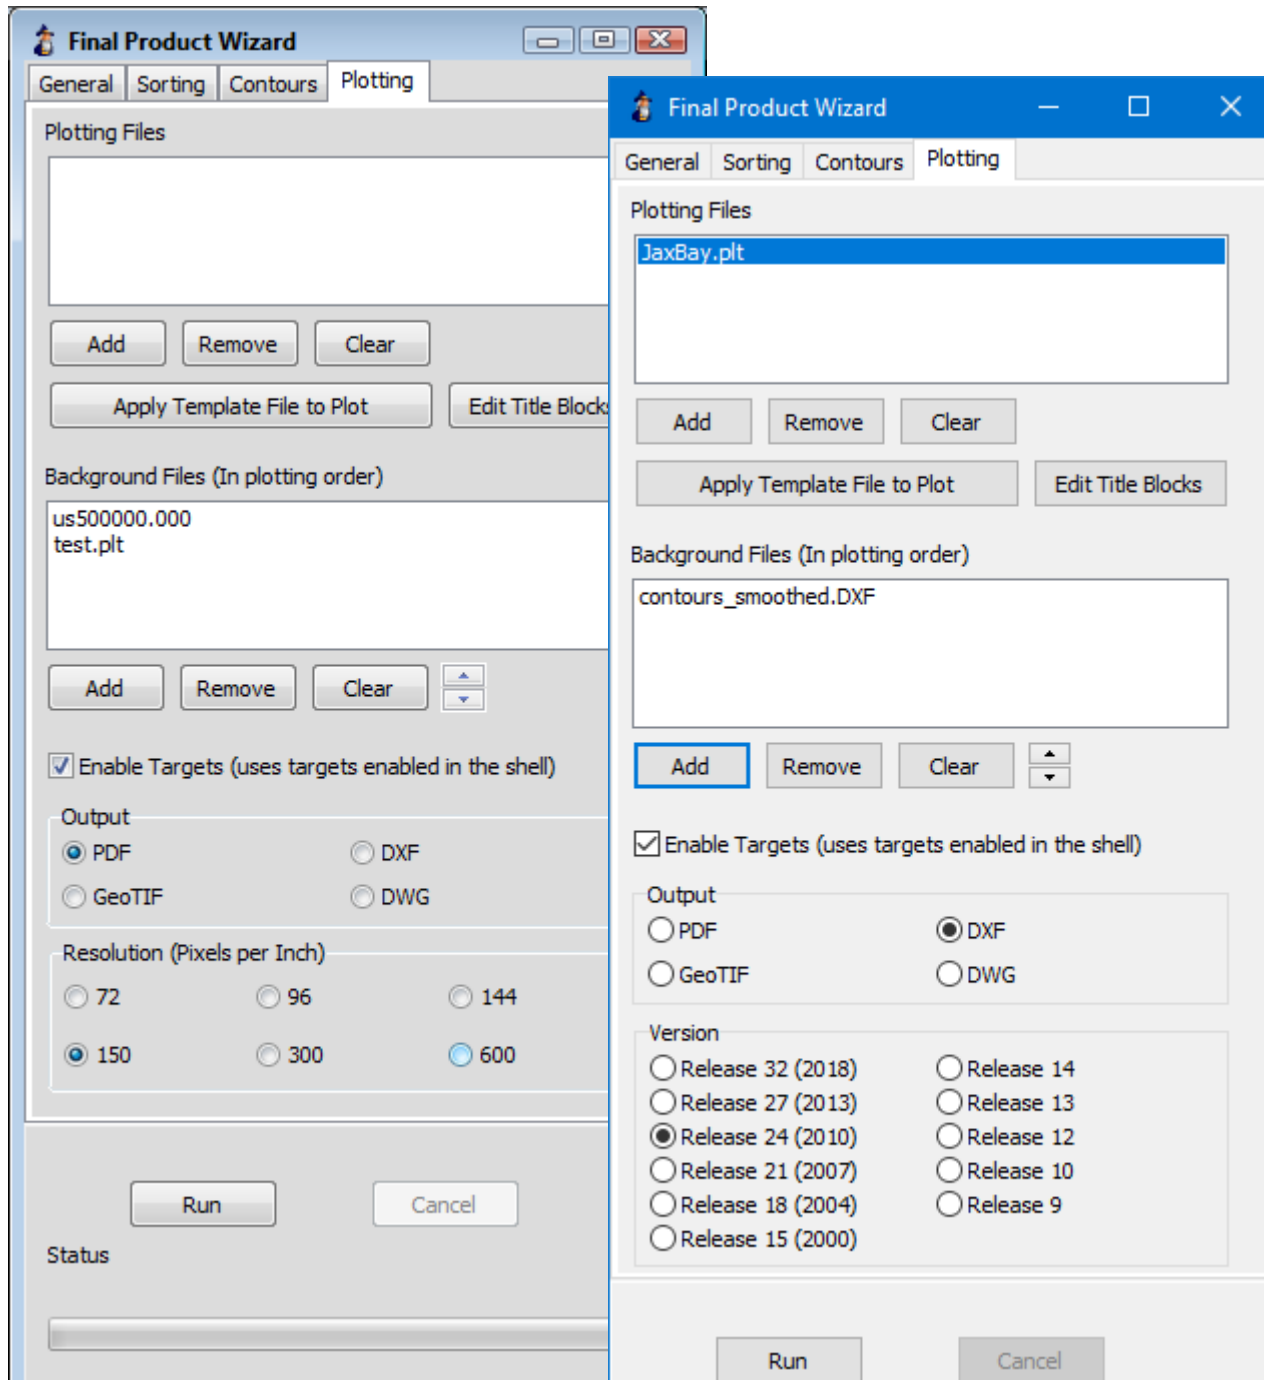 Final Product Wizard
General Sorting Contours Plotting
Plotting Files
Add Remove Clear
Apply Template File to Plot Edit Title Blocks
Background Files (In plotting order)
us500000.000
test.plt
Add Remove Clear
Enable Targets (uses targets enabled in the shell)
Output
PDF DXF
GeoTIF DWG
Resolution (Pixels per Inch)
72 96 144
150 300 600
Run Cancel
Status
Final Product Wizard
General Sorting Contours Plotting
Plotting Files
JaxBay.plt
Add Remove Clear
Apply Template File to Plot Edit Title Blocks
Background Files (In plotting order)
contours_smoothed.DXF
Add Remove Clear
Enable Targets (uses targets enabled in the shell)
Output
PDF DXF
GeoTIF DWG
Version
Release 32 (2018) Release 14
Release 27 (2013) Release 13
Release 24 (2010) Release 12
Release 21 (2007) Release 10
Release 18 (2004) Release 9
Release 15 (2000)
Run Cancel